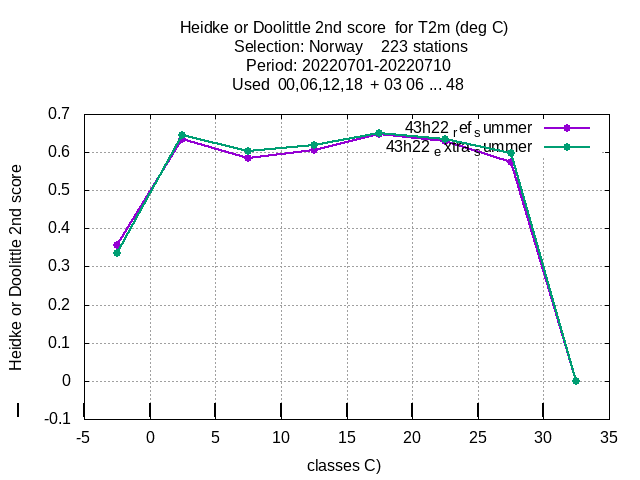 Heidke or Doolittle 2nd score  for T2m (deg C)
Selection: Norway    223 stations
Period: 20220701-20220710
Used  00,06,12,18  + 03 06 ... 48
43h22_ref_summer
43h22_extra_summer
0.7
0.6
0.5
0.4
0.3
0.2
0.1
0
-0.1
Heidke or Doolittle 2nd score
-5 0 5 10 15 20 25 30 35
classes C)